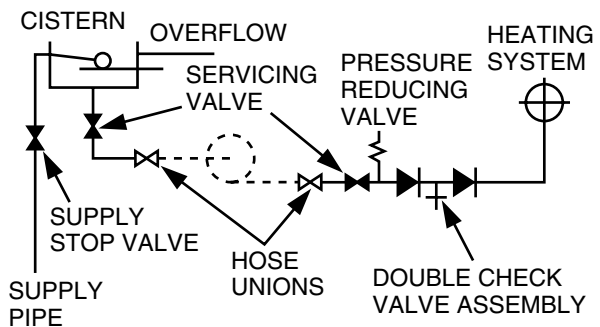 CISTERN
OVERFLOW
HEATING
SYSTEM
SERVICING
VALVE
PRESSURE
REDUCING
VALVE
SUPPLY
STOP VALVE
HOSE
UNIONS
DOUBLE CHECK
VALVE ASSEMBLY
SUPPLY
PIPE